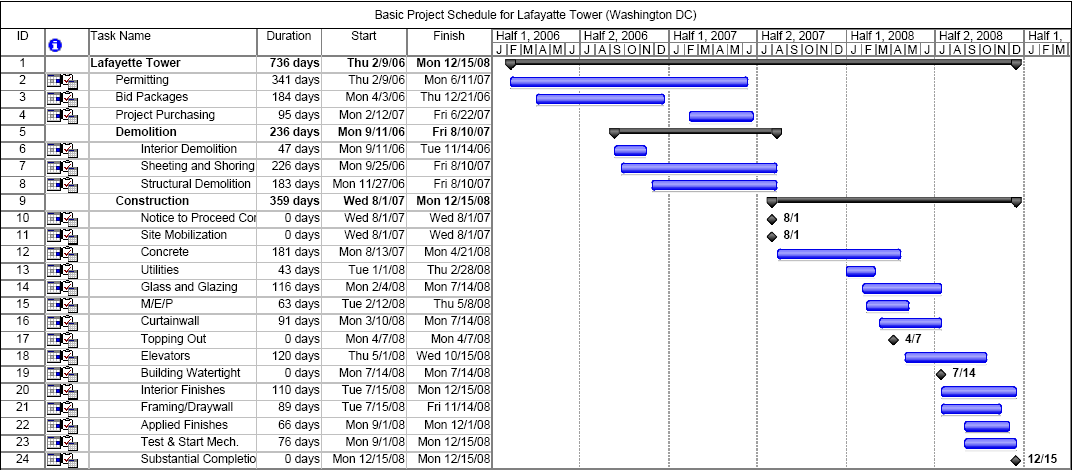 Basic Project Schedule for Lafayatte Tower (Washington DC)
ID Task Name Duration Start Finish Half 1, 2006 Half 2, 2006 Half 1, 2007 Half 2, 2007 Half 1, 2008 Half 2, 2008 Half 1,
J F M A M J J A S O N D J F M A M J J A S O N D J F M A M J J A S O N D J F M
1 Lafayette Tower 736 days Thu 2/9/06 Mon 12/15/08
2 Permitting 341 days Thu 2/9/06 Mon 6/11/07
3 Bid Packages 184 days Mon 4/3/06 Thu 12/21/06
4 Project Purchasing 95 days Mon 2/12/07 Fri 6/22/07
5 Demolition 236 days Mon 9/11/06 Fri 8/10/07
6 Interior Demolition 47 days Mon 9/11/06 Tue 11/14/06
7 Sheeting and Shoring 226 days Mon 9/25/06 Fri 8/10/07
8 Structural Demolition 183 days Mon 11/27/06 Fri 8/10/07
9 Construction 359 days Wed 8/1/07 Mon 12/15/08
10 Notice to Proceed Cor 0 days Wed 8/1/07 Wed 8/1/07 8/1
11 Site Mobilization 0 days Wed 8/1/07 Wed 8/1/07 8/1
12 Concrete 181 days Mon 8/13/07 Mon 4/21/08
13 Utilities 43 days Tue 1/1/08 Thu 2/28/08
14 Glass and Glazing 116 days Mon 2/4/08 Mon 7/14/08
15 M/E/P 63 days Tue 2/12/08 Thu 5/8/08
16 Curtainwall 91 days Mon 3/10/08 Mon 7/14/08
17 Topping Out 0 days Mon 4/7/08 Mon 4/7/08 4/7
18 Elevators 120 days Thu 5/1/08 Wed 10/15/08
19 Building Watertight 0 days Mon 7/14/08 Mon 7/14/08 7/14
20 Interior Finishes 110 days Tue 7/15/08 Mon 12/15/08
21 Framing/Draywall 89 days Tue 7/15/08 Fri 11/14/08
22 Applied Finishes 66 days Mon 9/1/08 Mon 12/1/08
23 Test & Start Mech. 76 days Mon 9/1/08 Mon 12/15/08
24 Substantial Completio 0 days Mon 12/15/08 Mon 12/15/08 12/15